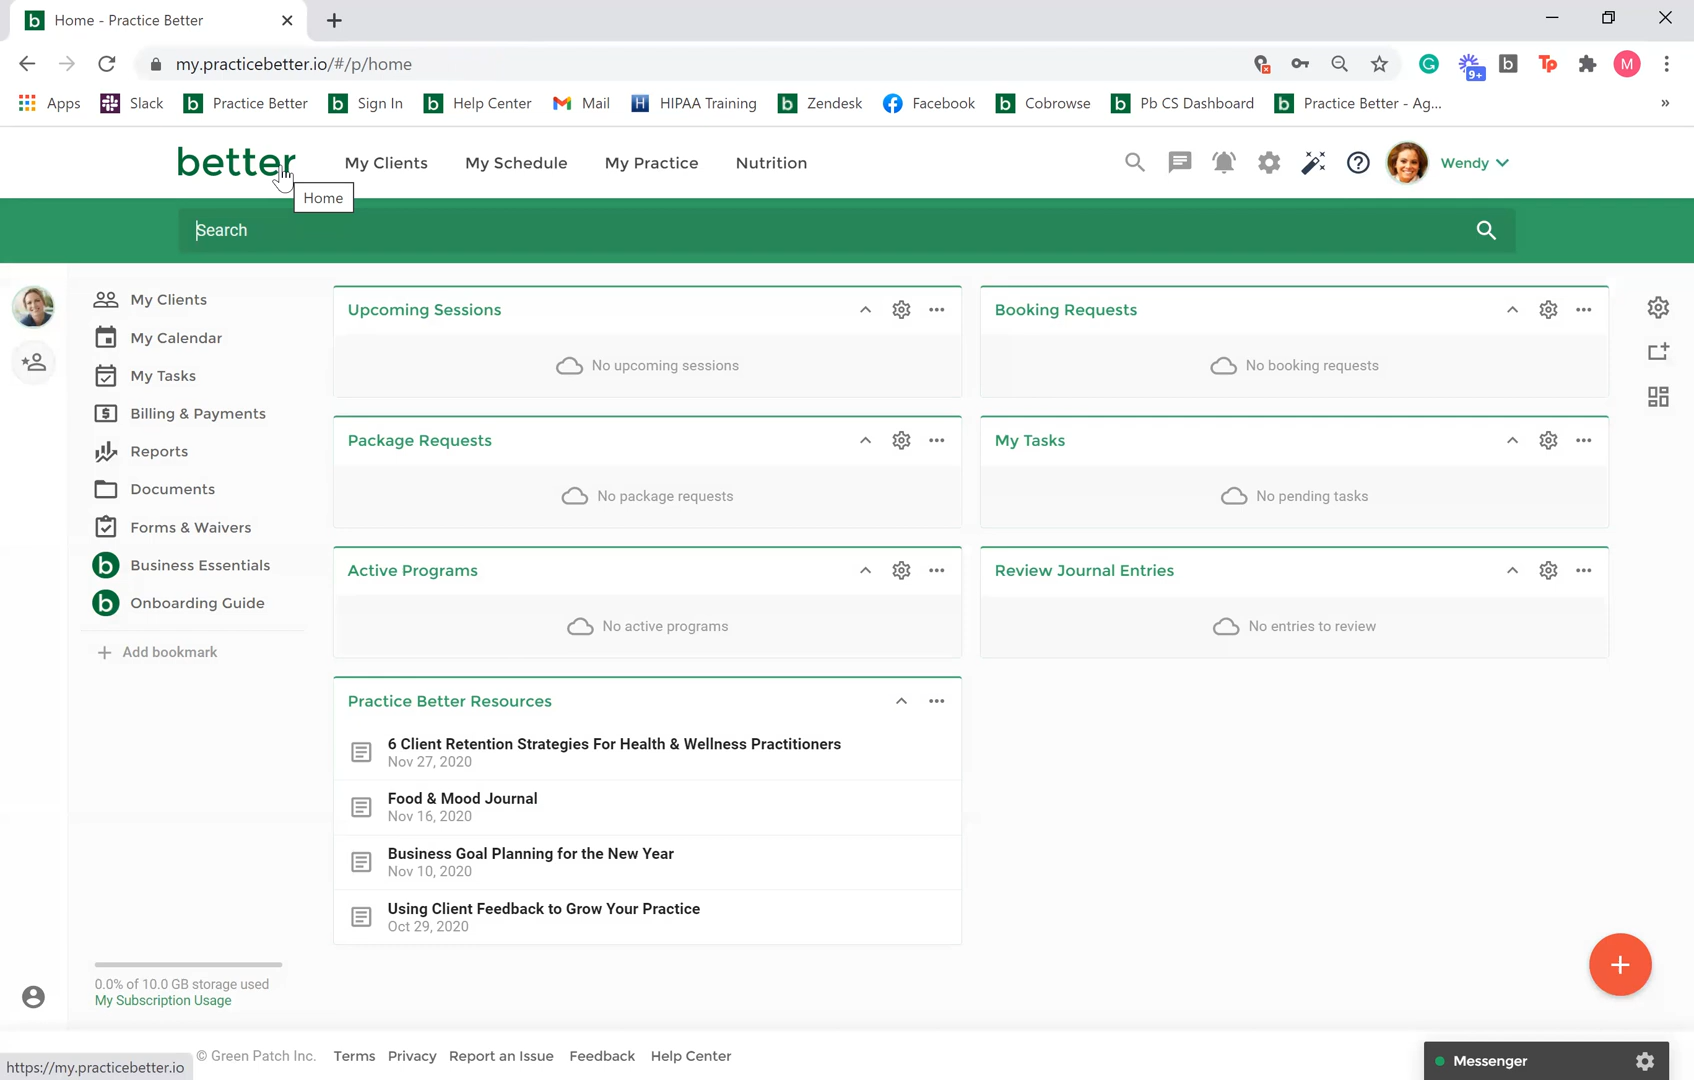 b Home - Practice Better
my.practicebetter.io/#/p/home
9+ b Tp M
Apps Slack b Practice Better b Sign In b Help Center Mail H HIPAA Training b Zendesk Facebook b Cobrowse b Pb CS Dashboard b Practice Better - Ag... »
better My Clients My Schedule My Practice Nutrition Wendy
Home
Search
My Clients
My Calendar
My Tasks
Billing & Payments
Reports
Documents
Forms & Waivers
b Business Essentials
b Onboarding Guide
Add bookmark
Upcoming Sessions
No upcoming sessions
Booking Requests
No booking requests
Package Requests
No package requests
My Tasks
No pending tasks
Active Programs
No active programs
Review Journal Entries
No entries to review
Practice Better Resources
6 Client Retention Strategies For Health & Wellness Practitioners
Nov 27, 2020
Food & Mood Journal
Nov 16, 2020
Business Goal Planning for the New Year
Nov 10, 2020
Using Client Feedback to Grow Your Practice
Oct 29, 2020
0.0% of 10.0 GB storage used
My Subscription Usage
© Green Patch Inc. Terms Privacy Report an Issue Feedback Help Center
https://my.practicebetter.io
Messenger